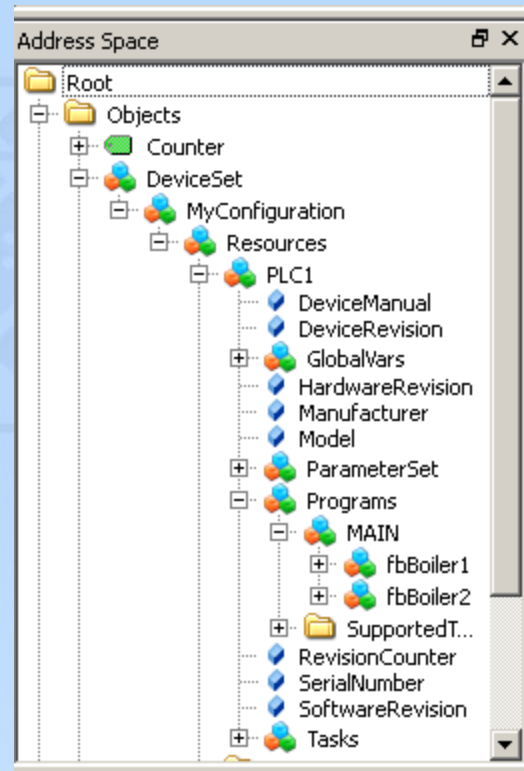 Address Space
Root
Objects
Counter
DeviceSet
MyConfiguration
Resources
PLC1
DeviceManual
DeviceRevision
GlobalVars
HardwareRevision
Manufacturer
Model
ParameterSet
Programs
MAIN
fbBoiler1
fbBoiler2
SupportedT...
RevisionCounter
SerialNumber
SoftwareRevision
Tasks